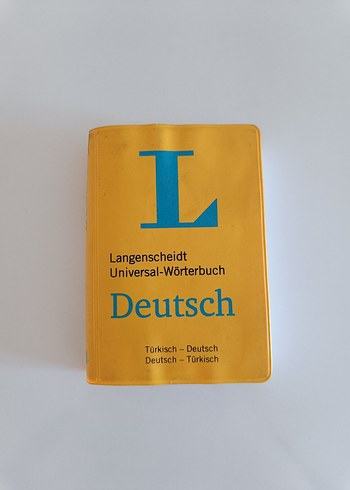 L
Langenscheidt
Universal-Wörterbuch
Deutsch
Türkisch – Deutsch
Deutsch – Türkisch